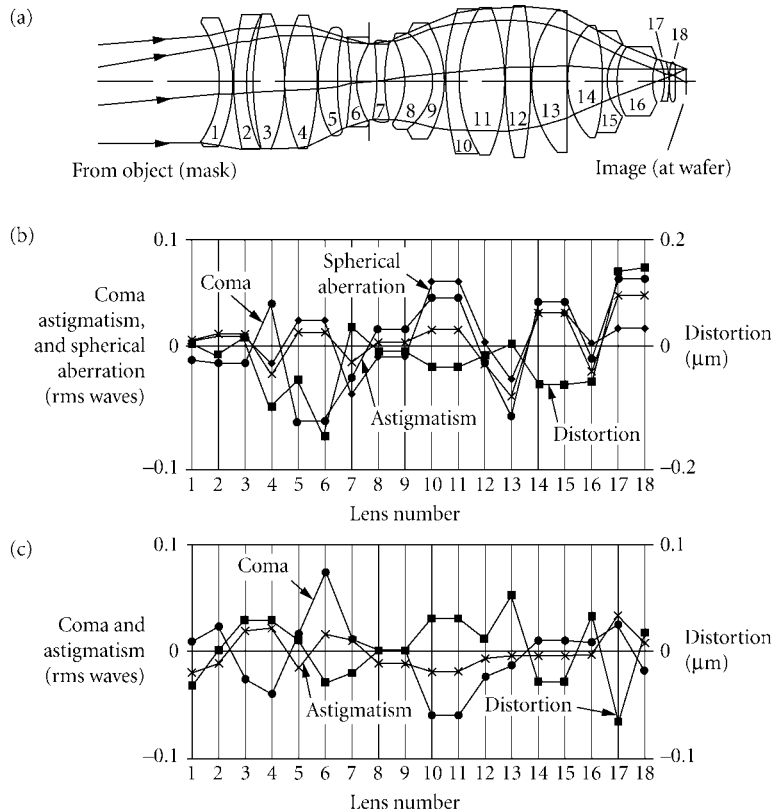 (a)
17
18
1
2
3
4
5
6
7
8
9
10
11
12
13
14
15
16
From object (mask)
Image (at wafer)
(b)
0.1
0.2
Coma
Spherical
aberration
Coma
astigmatism,
and spherical
aberration
(rms waves)
0
0
Distortion
(μm)
Astigmatism
Distortion
−0.1
−0.2
1 2 3 4 5 6 7 8 9 10 11 12 13 14 15 16 17 18
Lens number
(c)
0.1
0.1
Coma
Coma and
astigmatism
(rms waves)
0
0
Distortion
(μm)
Astigmatism
Distortion
−0.1
−0.1
1 2 3 4 5 6 7 8 9 10 11 12 13 14 15 16 17 18
Lens number